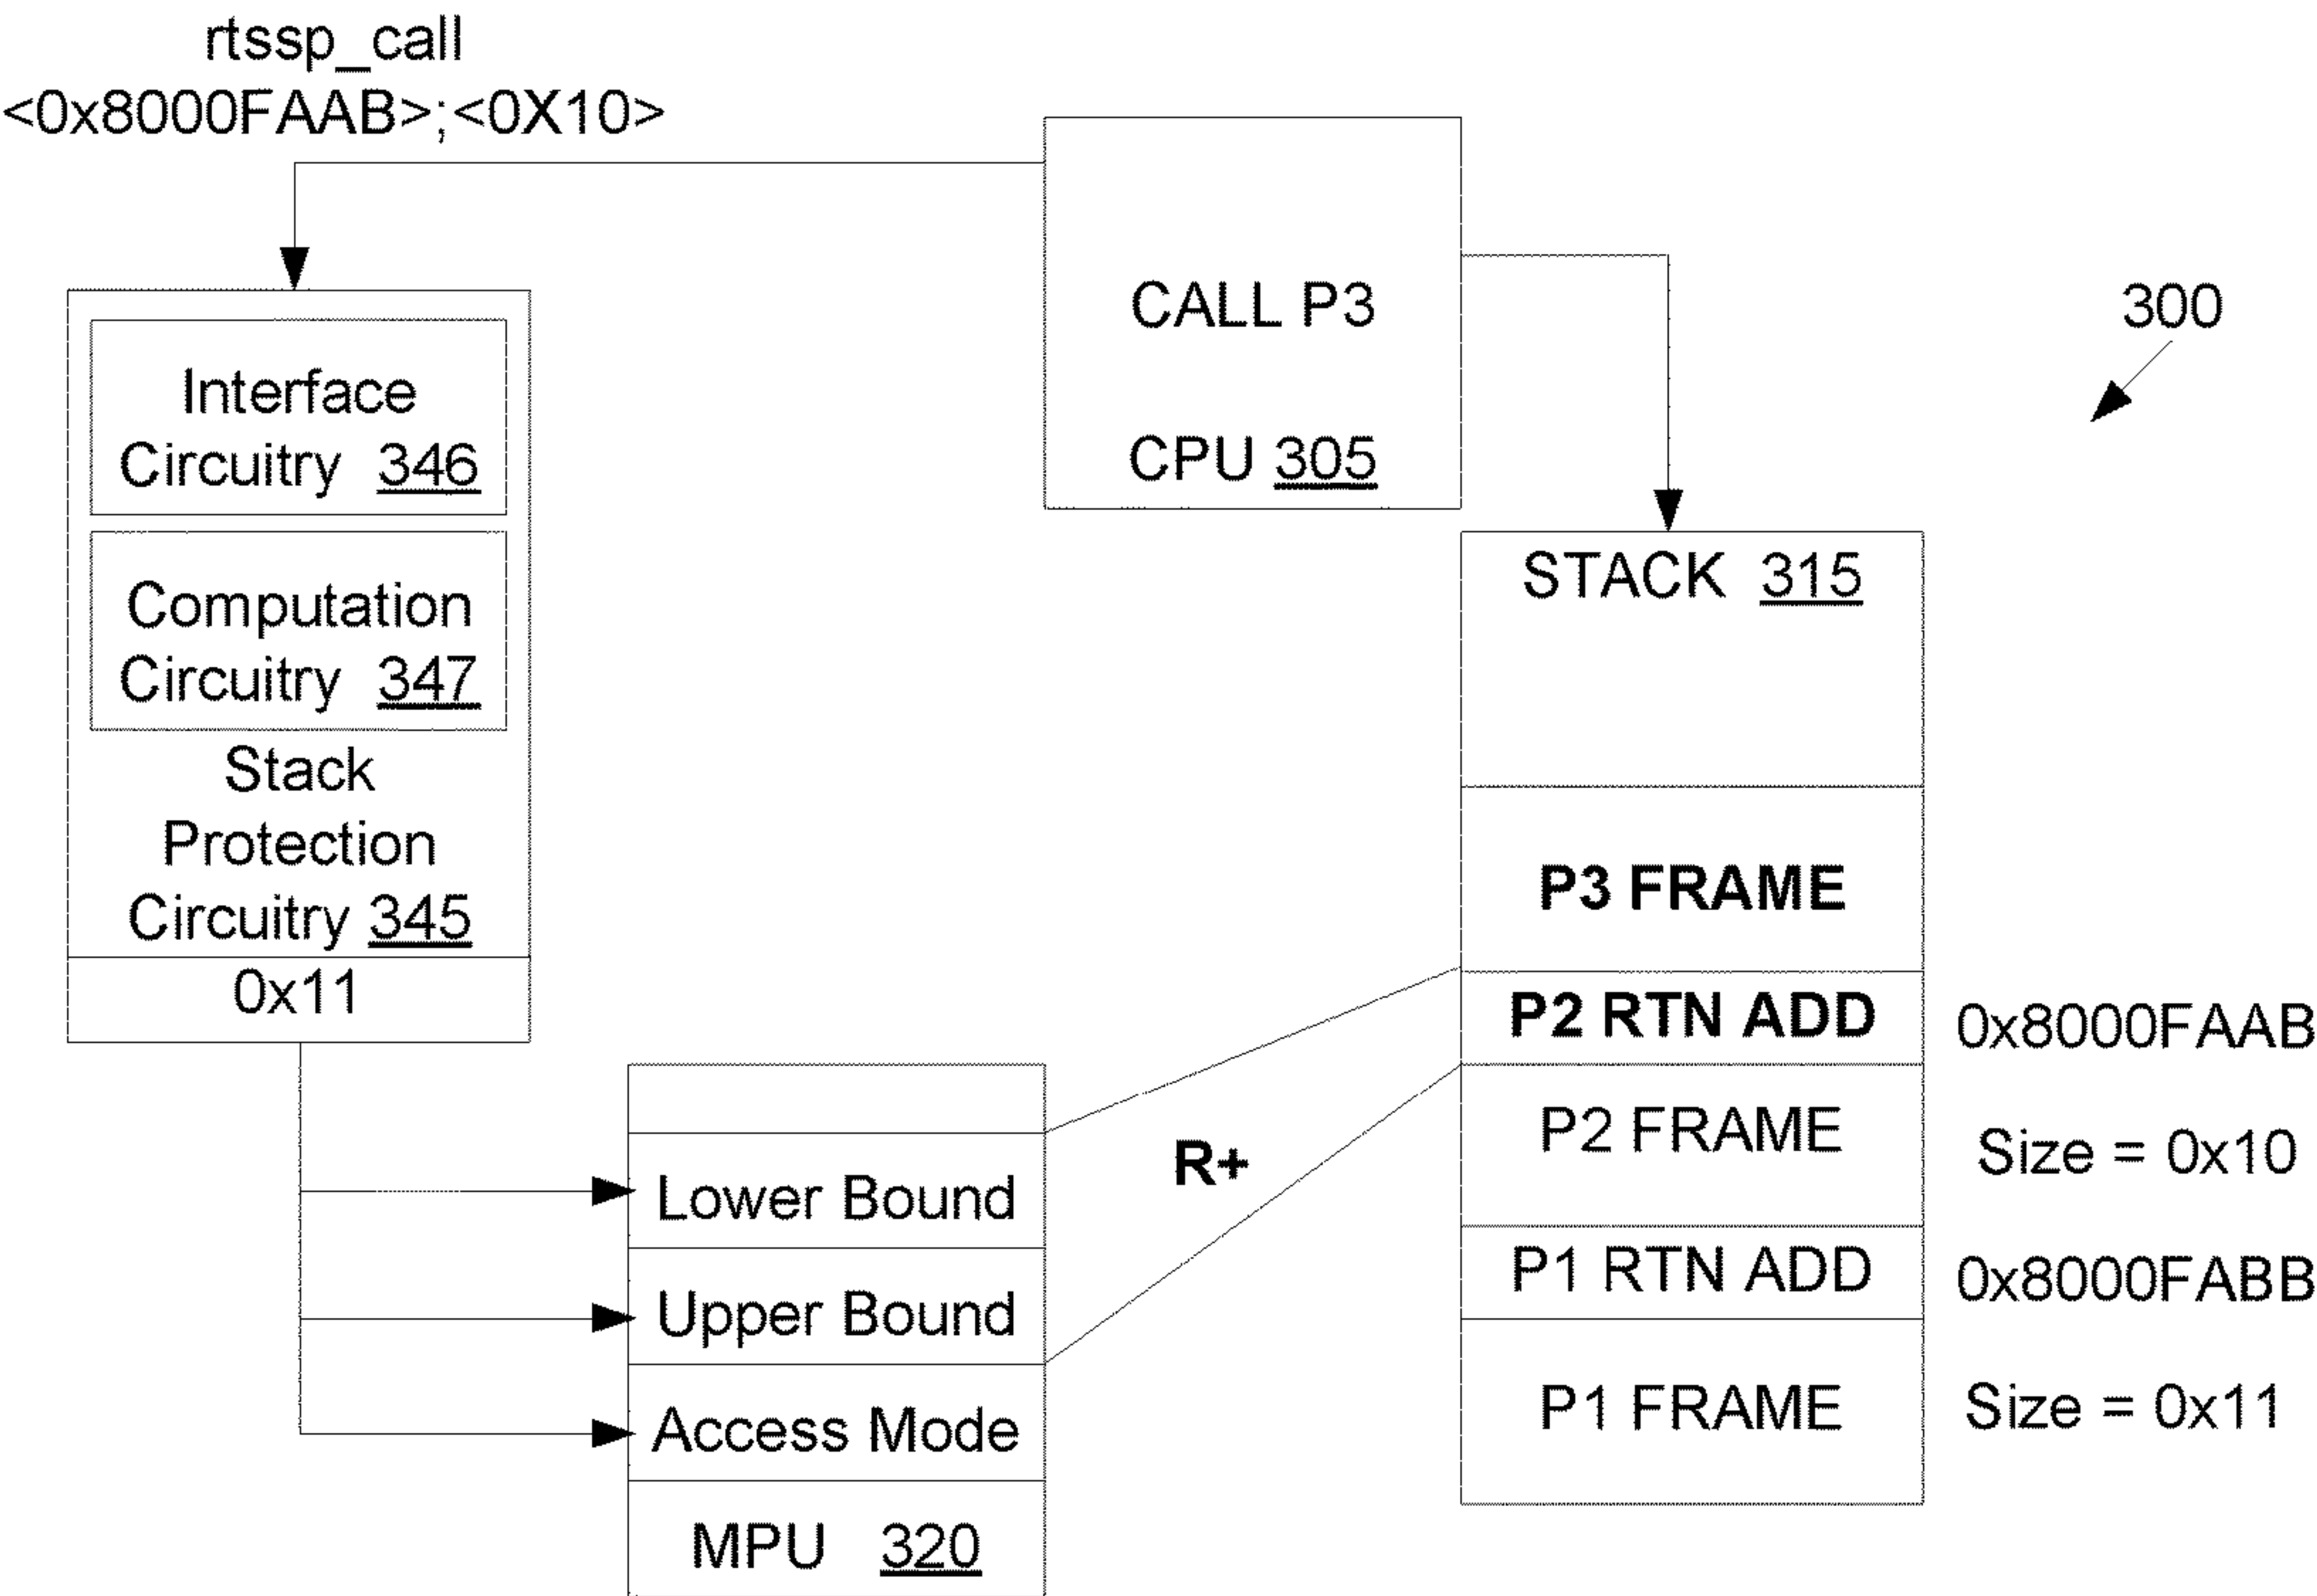 rtssp_call
<0x8000FAAB>;<0X10>
CALL P3
CPU 305
300
Interface
Circuitry 346
Computation
Circuitry 347
Stack
Protection
Circuitry 345
0x11
STACK 315
P3 FRAME
P2 RTN ADD
0x8000FAAB
P2 FRAME
Size = 0x10
P1 RTN ADD
0x8000FABB
P1 FRAME
Size = 0x11
R+
Lower Bound
Upper Bound
Access Mode
MPU 320